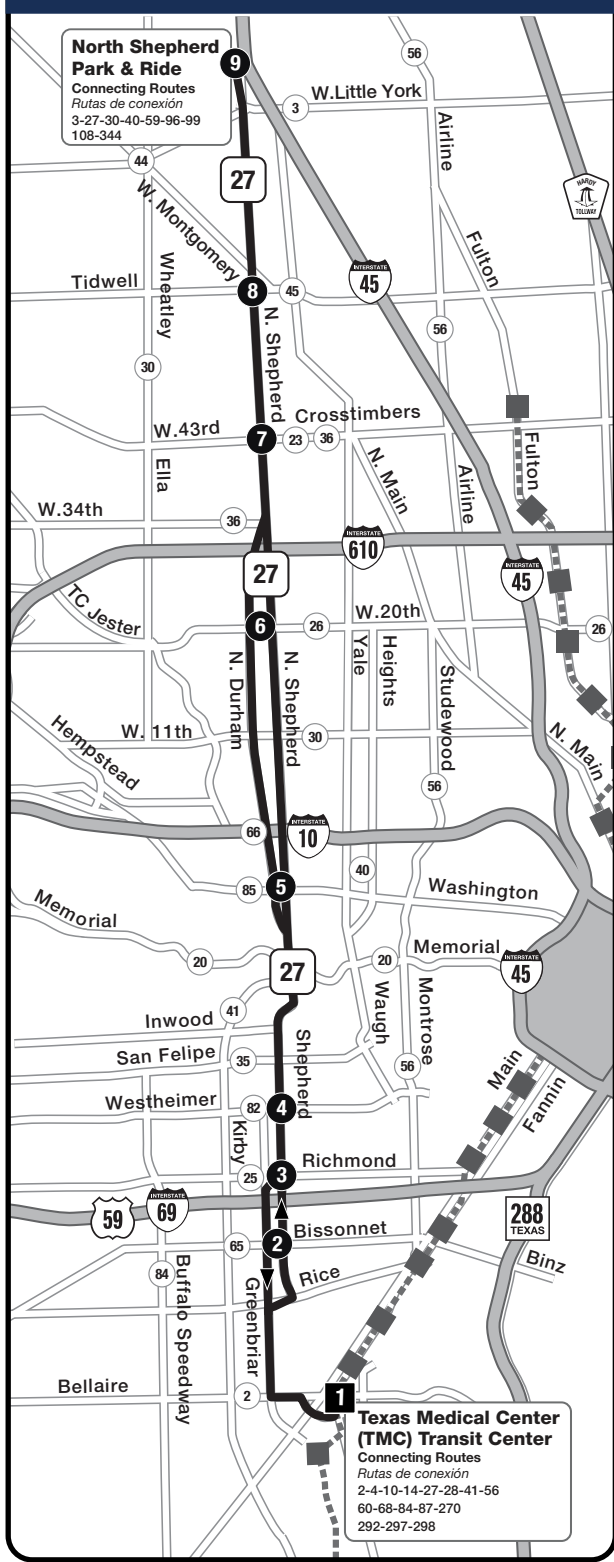 North Shepherd
Park & Ride
Connecting Routes
Rutas de conexión
3-27-30-40-59-96-99
108-344
9
56
W.Little York
3
Airline
HARDY
TOLLWAY
44
27
W. Montgomery
Fulton
INTERSTATE
45
Tidwell
Wheatley
8
45
N. Shepherd
56
30
Crosstimbers
W.43rd
7
23
36
Fulton
Ella
N. Main
Airline
W.34th
36
INTERSTATE
610
27
INTERSTATE
45
TC Jester
W.20th
6
26
26
N. Durham
N. Shepherd
Yale
Heights
Studewood
W. 11th
30
N. Main
Hempstead
56
66
INTERSTATE
10
40
85
5
Washington
Memorial
Memorial
20
27
20
INTERSTATE
45
41
Waugh
Montrose
Inwood
Shepherd
San Felipe
35
56
Main
Fannin
Westheimer
82
4
Kirby
Richmond
25
3
59
INTERSTATE
69
288
TEXAS
Bissonnet
65
2
Binz
84
Rice
Buffalo Speedway
Greenbriar
Bellaire
2
1
Texas Medical Center
(TMC) Transit Center
Connecting Routes
Rutas de conexión
2-4-10-14-27-28-41-56
60-68-84-87-270
292-297-298